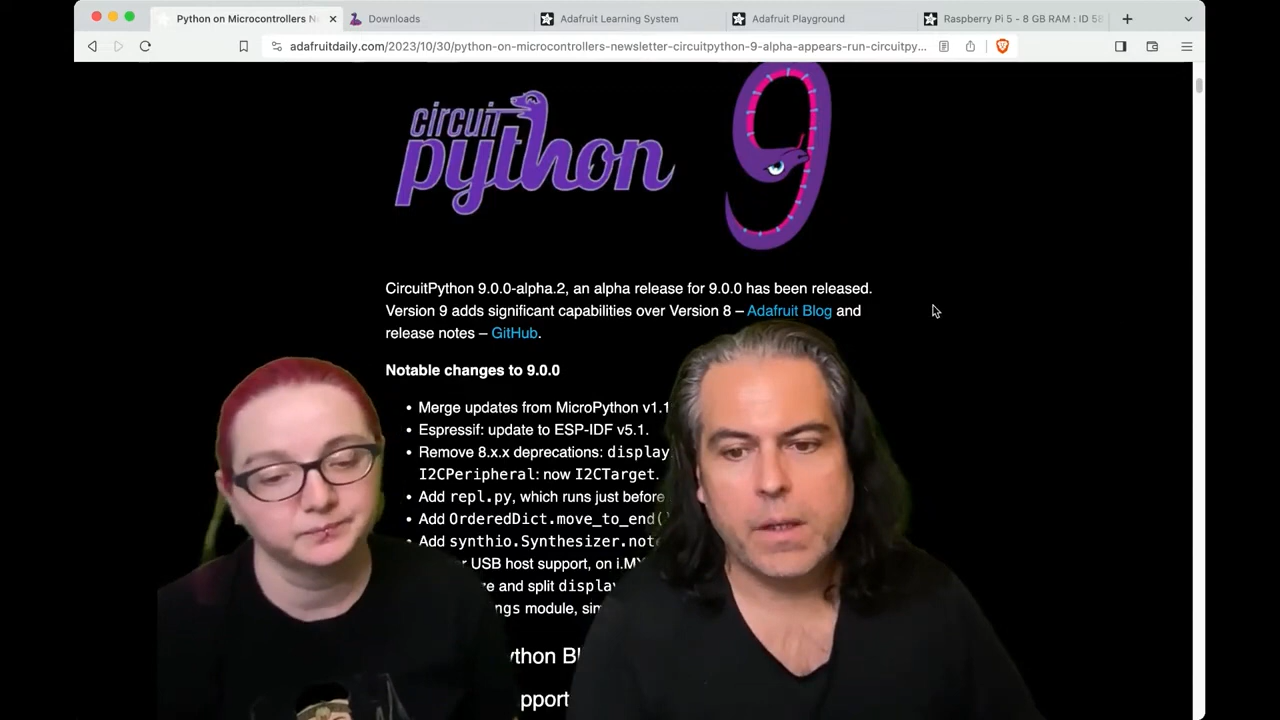 Python on Microcontrollers N
Downloads
Adafruit Learning System
Adafruit Playground
Raspberry Pi 5 - 8 GB RAM : ID 58
adafruitdaily.com/2023/10/30/python-on-microcontrollers-newsletter-circuitpython-9-alpha-appears-run-circuitpy...
circuit
python
9
CircuitPython 9.0.0-alpha.2, an alpha release for 9.0.0 has been released.
Version 9 adds significant capabilities over Version 8 – Adafruit Blog and
release notes – GitHub.
Notable changes to 9.0.0
• Merge updates from MicroPython v1.1
• Espressif: update to ESP-IDF v5.1.
• Remove 8.x.x deprecations: display
I2CPeripheral: now I2CTarget.
• Add repl.py, which runs just before
• Add OrderedDict.move_to_end(
• Add synthio.Synthesizer.note
r USB host support, on i.MX
e and split display
ngs module, sim
ython Bl
pport